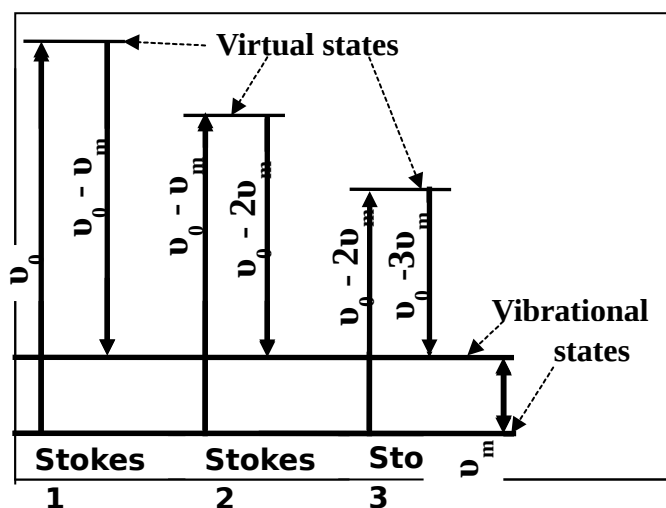 Virtual states
υ₀
υ₀ - υₘ
υ₀ - υₘ
υ₀ - 2υₘ
υ₀ - 2υₘ
υ₀ -3υₘ
Vibrational
states
υₘ
Stokes
1
Stokes
2
Sto
3